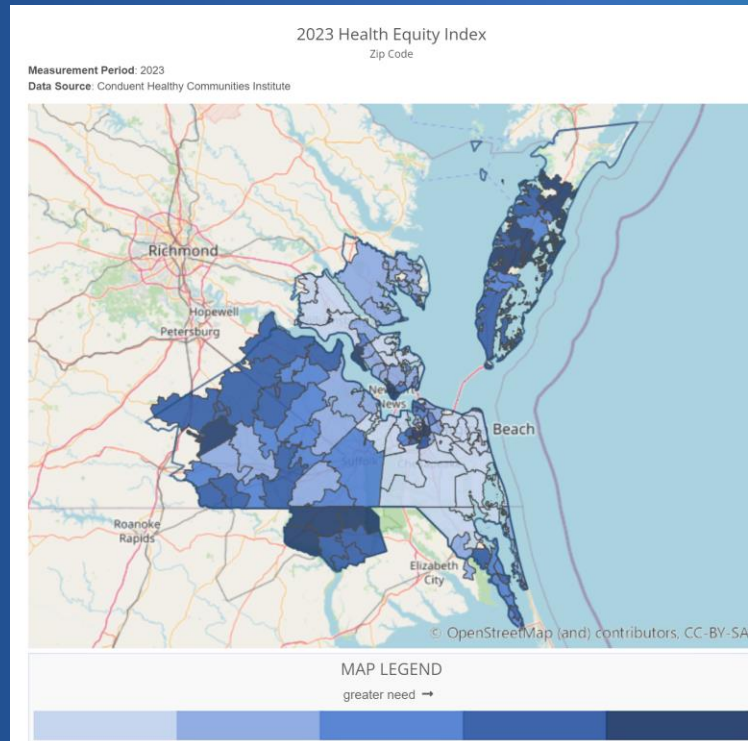 2023 Health Equity Index
Zip Code
Measurement Period: 2023
Data Source: Conduent Healthy Communities Institute
Richmond
Hopewell
Petersburg
News
Beach
Suffolk
Roanoke
Rapids
Elizabeth
City
© OpenStreetMap (and) contributors, CC-BY-SA
MAP LEGEND
greater need →